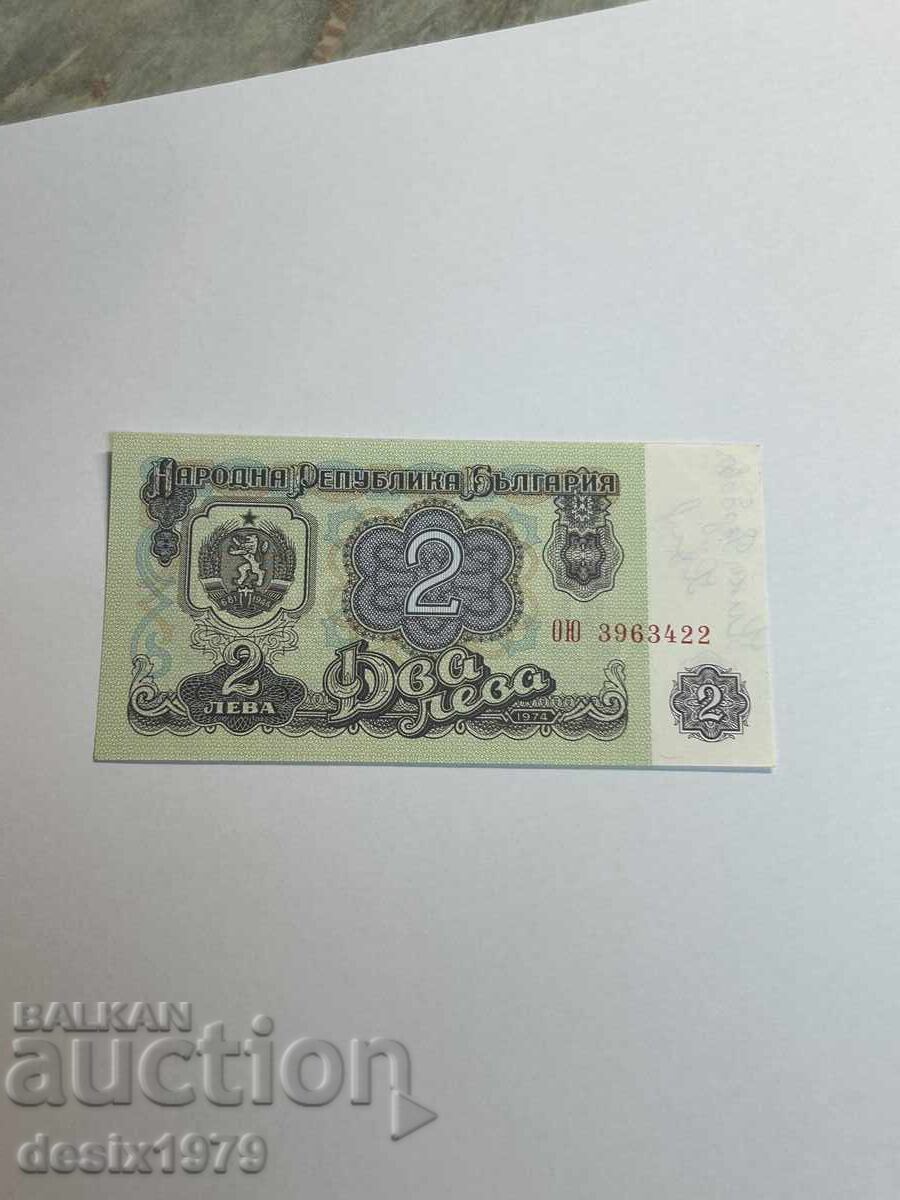 НАРОДНА РЕПУБЛИКА БЪЛГАРИЯ
2
ОЮ 3963422
2
ЛЕВА
ДВА
ЛЕВА
1974
2
BALKAN
auction
desix1979